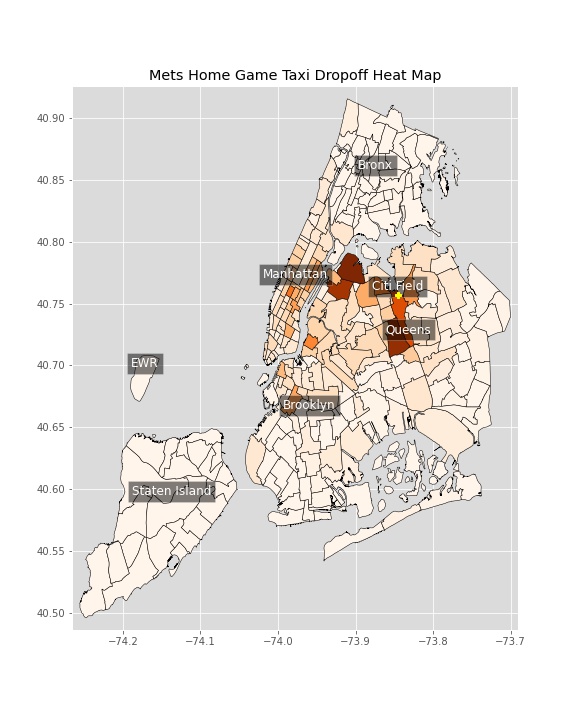 Mets Home Game Taxi Dropoff Heat Map
40.90
40.85
40.80
40.75
40.70
40.65
40.60
40.55
40.50
Bronx
Manhattan
Citi Field
Queens
EWR
Brooklyn
Staten Island
−74.2
−74.1
−74.0
−73.9
−73.8
−73.7